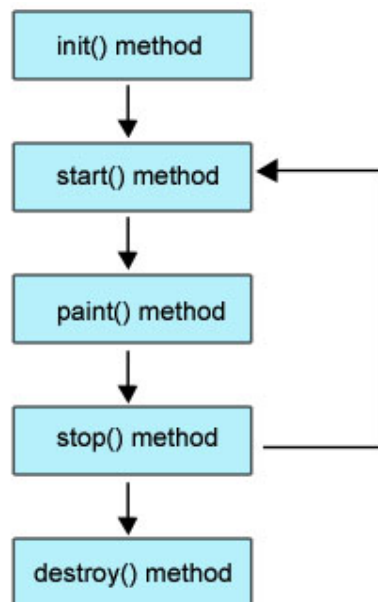 init() method
start() method
paint() method
stop() method
destroy() method